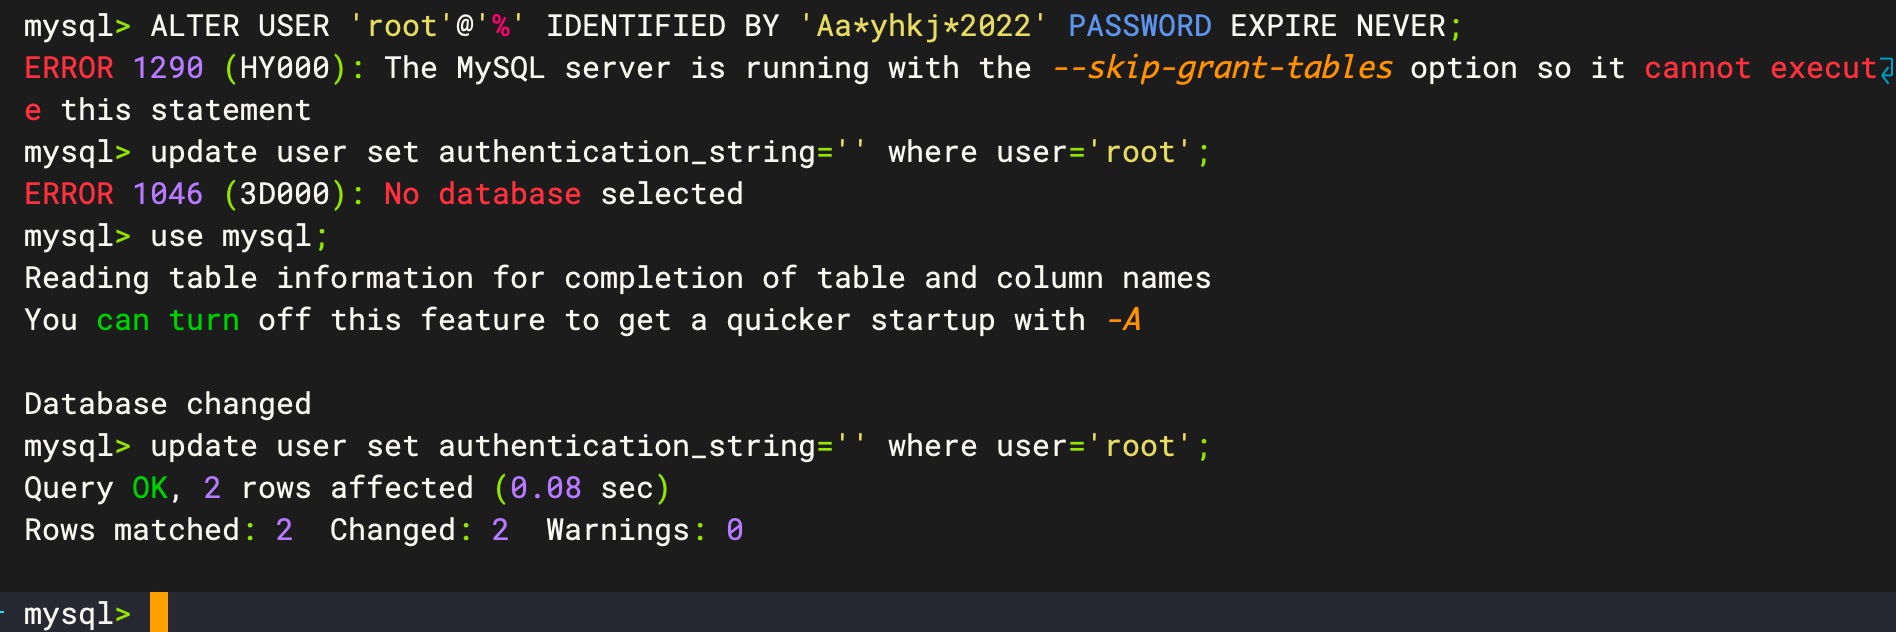 mysql> ALTER USER 'root'@'%' IDENTIFIED BY 'Aa*yhkj*2022' PASSWORD EXPIRE NEVER;
ERROR 1290 (HY000): The MySQL server is running with the --skip-grant-tables option so it cannot execut
e this statement
mysql> update user set authentication_string='' where user='root';
ERROR 1046 (3D000): No database selected
mysql> use mysql;
Reading table information for completion of table and column names
You can turn off this feature to get a quicker startup with -A
Database changed
mysql> update user set authentication_string='' where user='root';
Query OK, 2 rows affected (0.08 sec)
Rows matched: 2  Changed: 2  Warnings: 0
mysql>